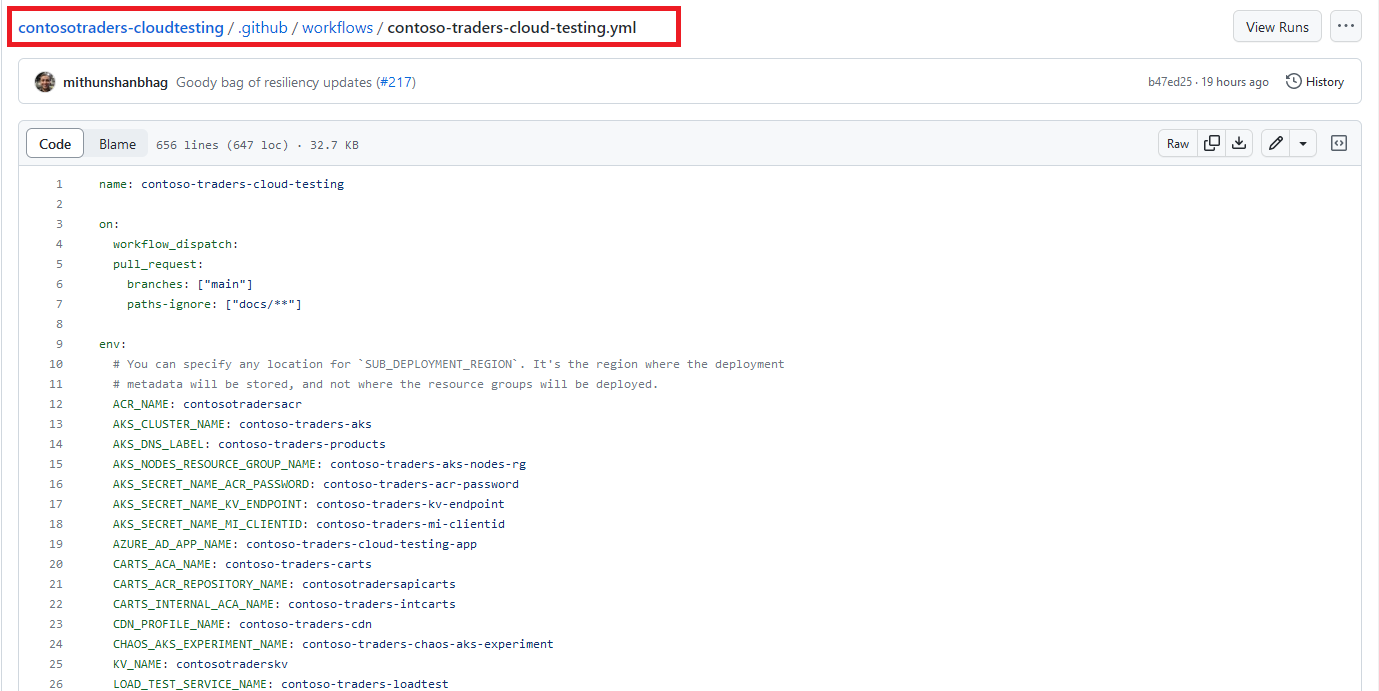 contosotraders-cloudtesting / .github / workflows / contoso-traders-cloud-testing.yml
View Runs
mithunshanbhag Goody bag of resiliency updates (#217)
b47ed25 · 19 hours ago History
Code Blame 656 lines (647 loc) · 32.7 KB Raw
1 name: contoso-traders-cloud-testing
2
3 on:
4 workflow_dispatch:
5 pull_request:
6 branches: ["main"]
7 paths-ignore: ["docs/**"]
8
9 env:
10 # You can specify any location for `SUB_DEPLOYMENT_REGION`. It's the region where the deployment
11 # metadata will be stored, and not where the resource groups will be deployed.
12 ACR_NAME: contosotradersacr
13 AKS_CLUSTER_NAME: contoso-traders-aks
14 AKS_DNS_LABEL: contoso-traders-products
15 AKS_NODES_RESOURCE_GROUP_NAME: contoso-traders-aks-nodes-rg
16 AKS_SECRET_NAME_ACR_PASSWORD: contoso-traders-acr-password
17 AKS_SECRET_NAME_KV_ENDPOINT: contoso-traders-kv-endpoint
18 AKS_SECRET_NAME_MI_CLIENTID: contoso-traders-mi-clientid
19 AZURE_AD_APP_NAME: contoso-traders-cloud-testing-app
20 CARTS_ACA_NAME: contoso-traders-carts
21 CARTS_ACR_REPOSITORY_NAME: contosotradersapicarts
22 CARTS_INTERNAL_ACA_NAME: contoso-traders-intcarts
23 CDN_PROFILE_NAME: contoso-traders-cdn
24 CHAOS_AKS_EXPERIMENT_NAME: contoso-traders-chaos-aks-experiment
25 KV_NAME: contosotraderskv
26 LOAD_TEST_SERVICE_NAME: contoso-traders-loadtest